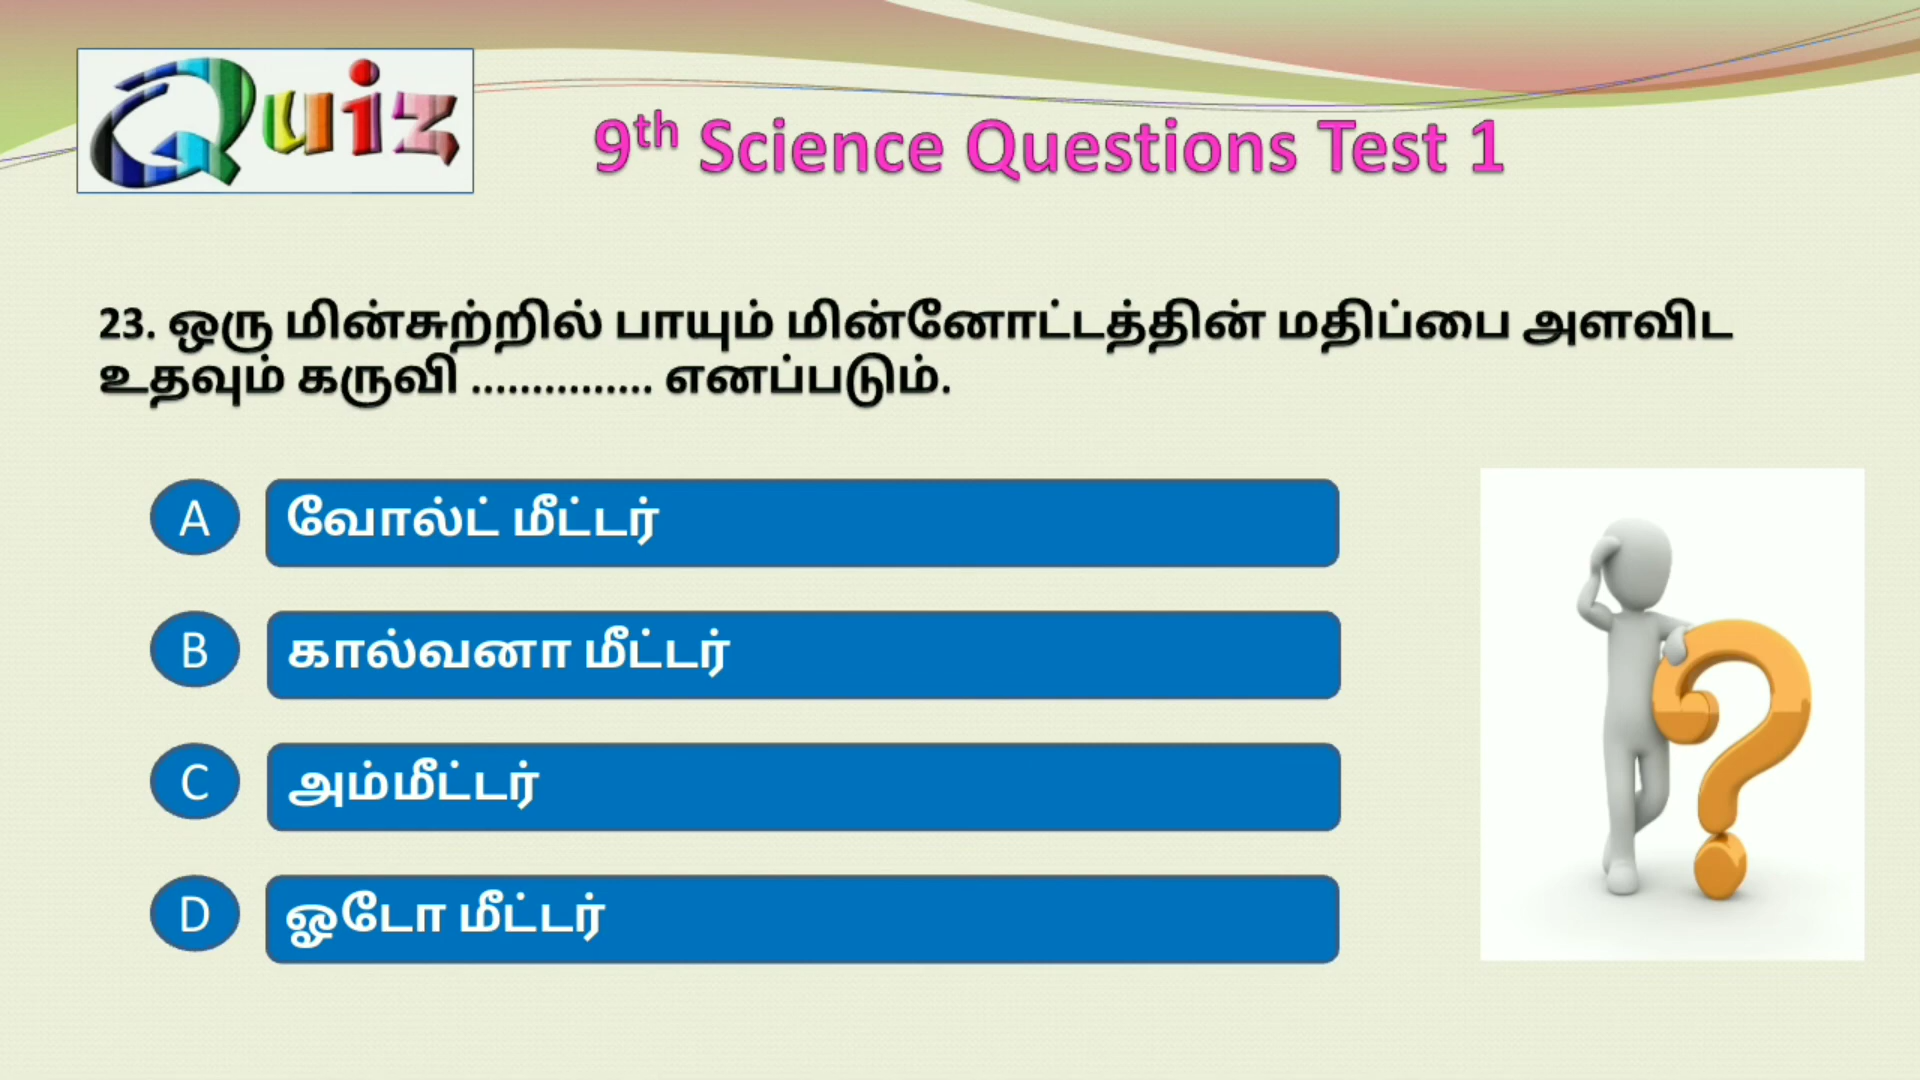 Quiz
9th Science Questions Test 1
23. ஒரு மின்சுற்றில் பாயும் மின்னோட்டத்தின் மதிப்பை அளவிட
உதவும் கருவி ............... எனப்படும்.
A வோல்ட் மீட்டர்
B கால்வனா மீட்டர்
C அம்மீட்டர்
D ஓடோ மீட்டர்